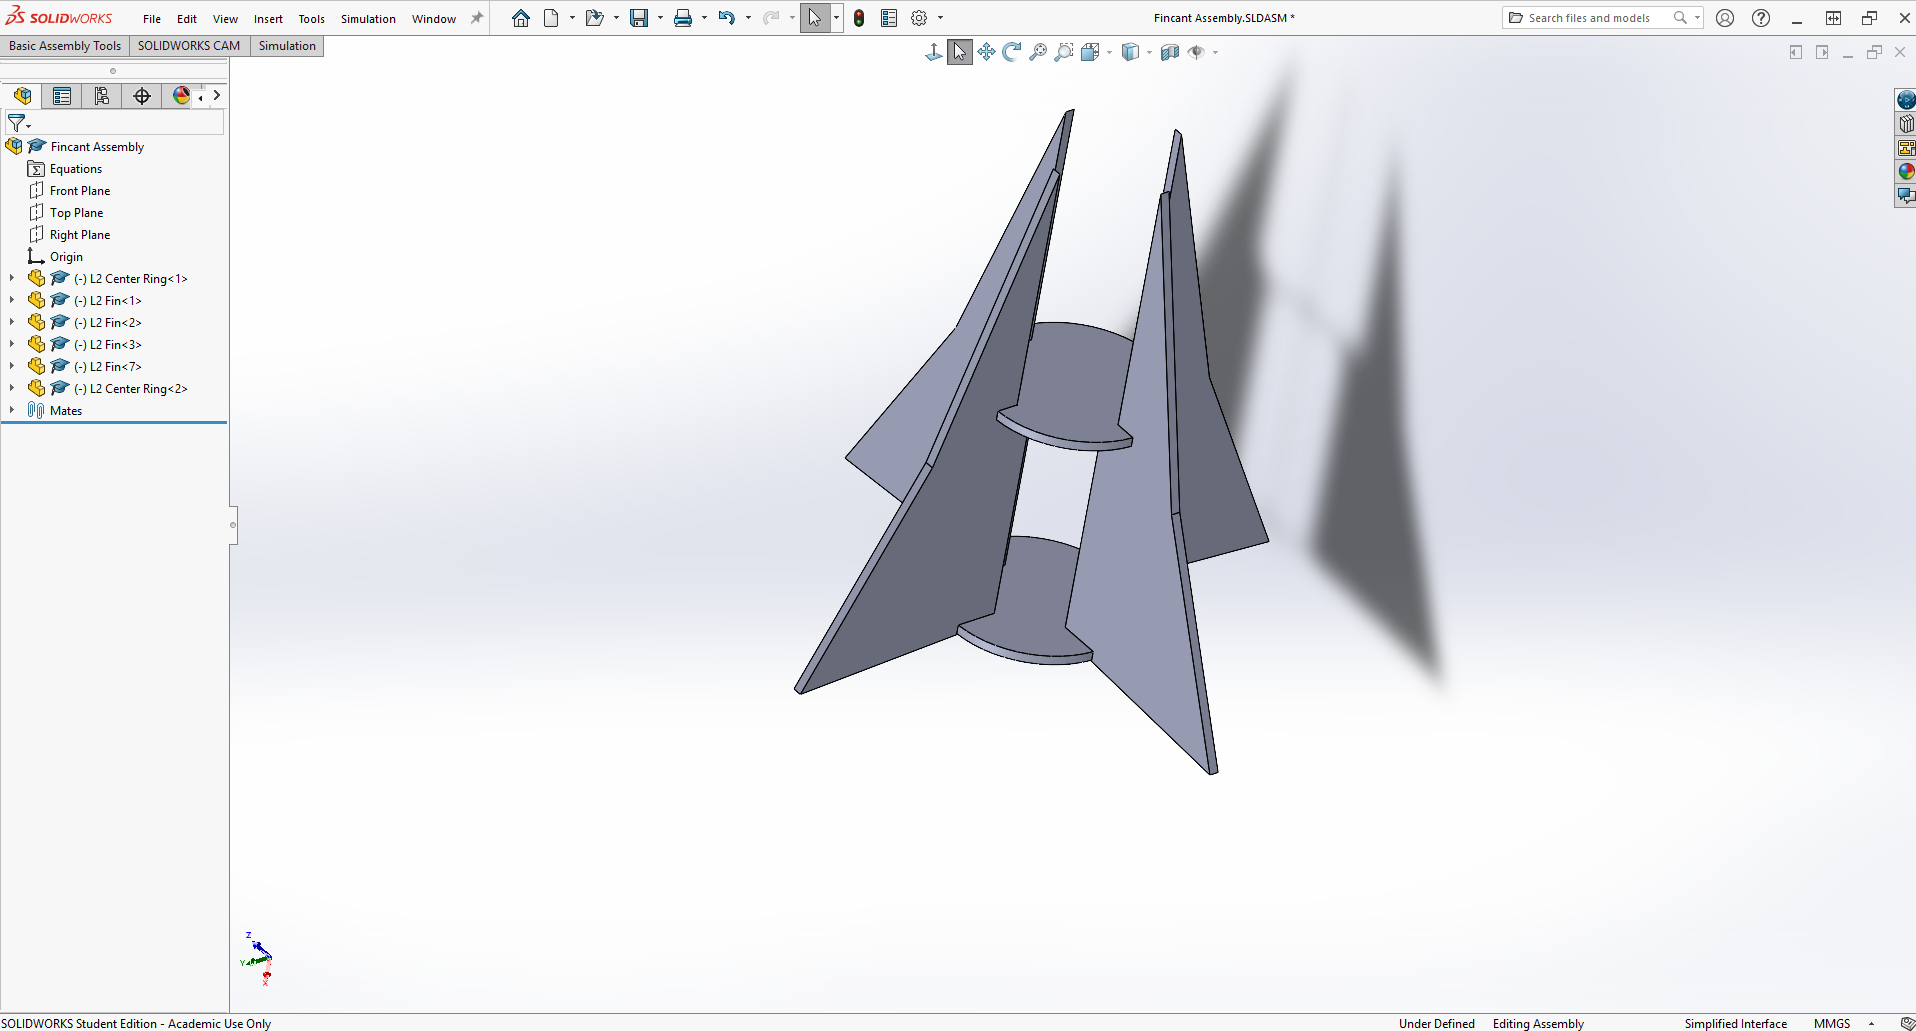 SOLIDWORKS File Edit View Insert Tools Simulation Window Fincant Assembly.SLDASM * Search files and models
Basic Assembly Tools SOLIDWORKS CAM Simulation
Fincant Assembly
Equations
Front Plane
Top Plane
Right Plane
Origin
(-) L2 Center Ring<1>
(-) L2 Fin<1>
(-) L2 Fin<2>
(-) L2 Fin<3>
(-) L2 Fin<7>
(-) L2 Center Ring<2>
Mates
Z
Y
X
SOLIDWORKS Student Edition - Academic Use Only Under Defined Editing Assembly Simplified Interface MMGS